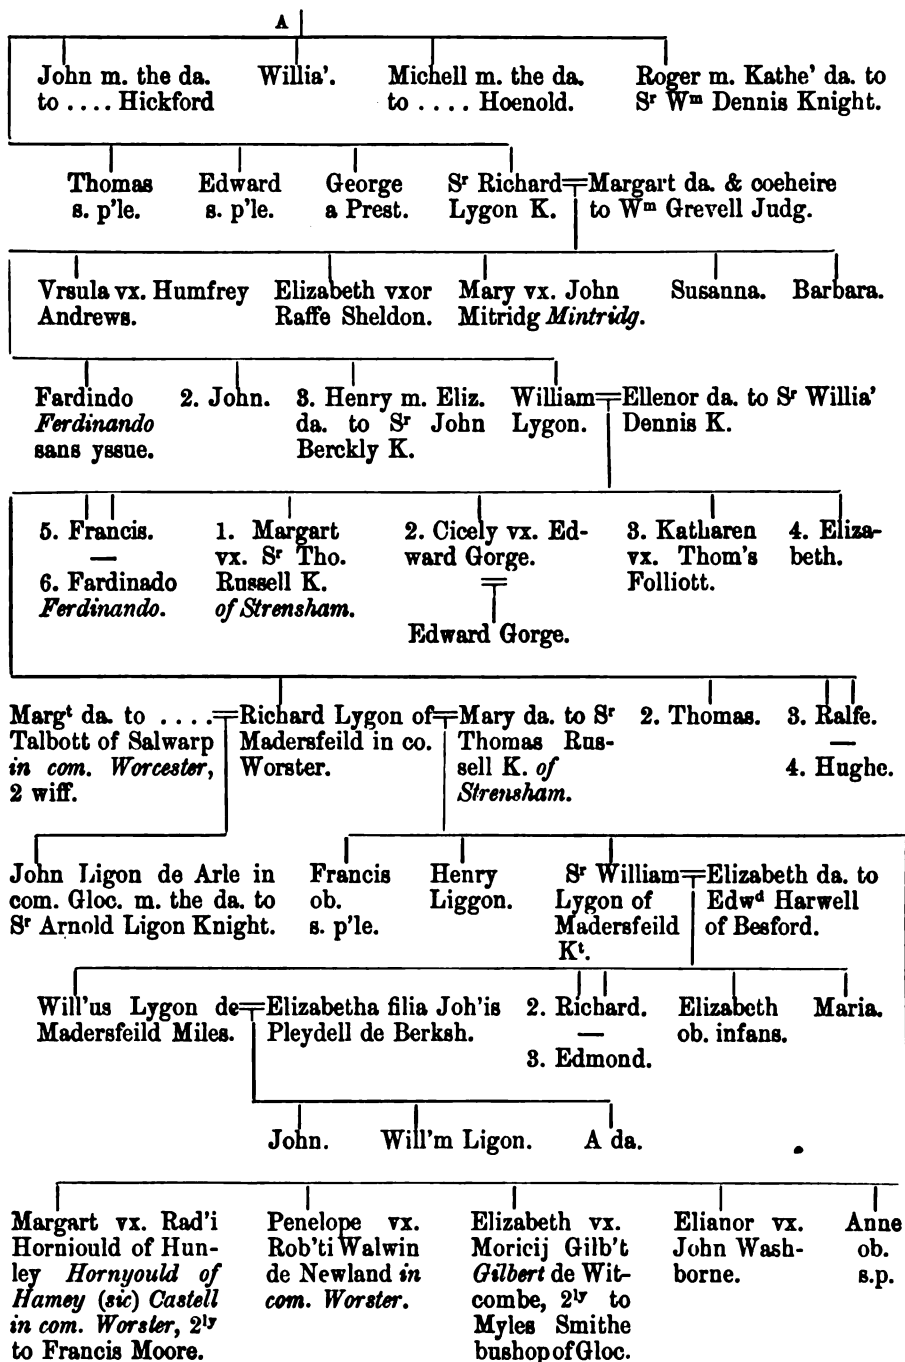 A
John m. the da.
to .... Hickford
Willia'.
Michell m. the da.
to .... Hoenold.
Roger m. Kathe' da. to
Sʳ Wᵐ Dennis Knight.
Thomas
s. p'le.
Edward
s. p'le.
George
a Prest.
Sʳ Richard
Lygon K.
Margart da. & coeheire
to Wᵐ Grevell Judg.
Vrsula vx. Humfrey
Andrews.
Elizabeth vxor
Raffe Sheldon.
Mary vx. John
Mitridg Mintridg.
Susanna.
Barbara.
Fardindo
Ferdinando
sans yssue.
2. John.
3. Henry m. Eliz.
da. to Sʳ John
Berckly K.
William
Lygon.
Ellenor da. to Sʳ Willia'
Dennis K.
5. Francis.
—
6. Fardinado
Ferdinando.
1. Margart
vx. Sʳ Tho.
Russell K.
of Strensham.
2. Cicely vx. Ed-
ward Gorge.
Edward Gorge.
3. Katharen
vx. Thom's
Folliott.
4. Eliza-
beth.
Margᵗ da. to ....
Talbott of Salwarp
in com. Worcester,
2 wiff.
Richard Lygon of
Madersfeild in co.
Worster.
Mary da. to Sʳ
Thomas Rus-
sell K. of
Strensham.
2. Thomas.
3. Ralfe.
—
4. Hughe.
John Ligon de Arle in
com. Gloc. m. the da. to
Sʳ Arnold Ligon Knight.
Francis
ob.
s. p'le.
Henry
Liggon.
Sʳ William
Lygon of
Madersfeild
Kᵗ.
Elizabeth da. to
Edwᵈ Harwell
of Besford.
Will'us Lygon de
Madersfeild Miles.
Elizabetha filia Joh'is
Pleydell de Berksh.
2. Richard.
—
3. Edmond.
Elizabeth
ob. infans.
Maria.
John.
Will'm Ligon.
A da.
Margart vx. Rad'i
Horniould of Hun-
ley Hornyould of
Hamey (sic) Castell
in com. Worster, 2ˡʸ
to Francis Moore.
Penelope vx.
Rob'ti Walwin
de Newland in
com. Worster.
Elizabeth vx.
Moricij Gilb't
Gilbert de Wit-
combe, 2ˡʸ to
Myles Smithe
bushop of Gloc.
Elianor vx.
John Wash-
borne.
Anne
ob.
s.p.